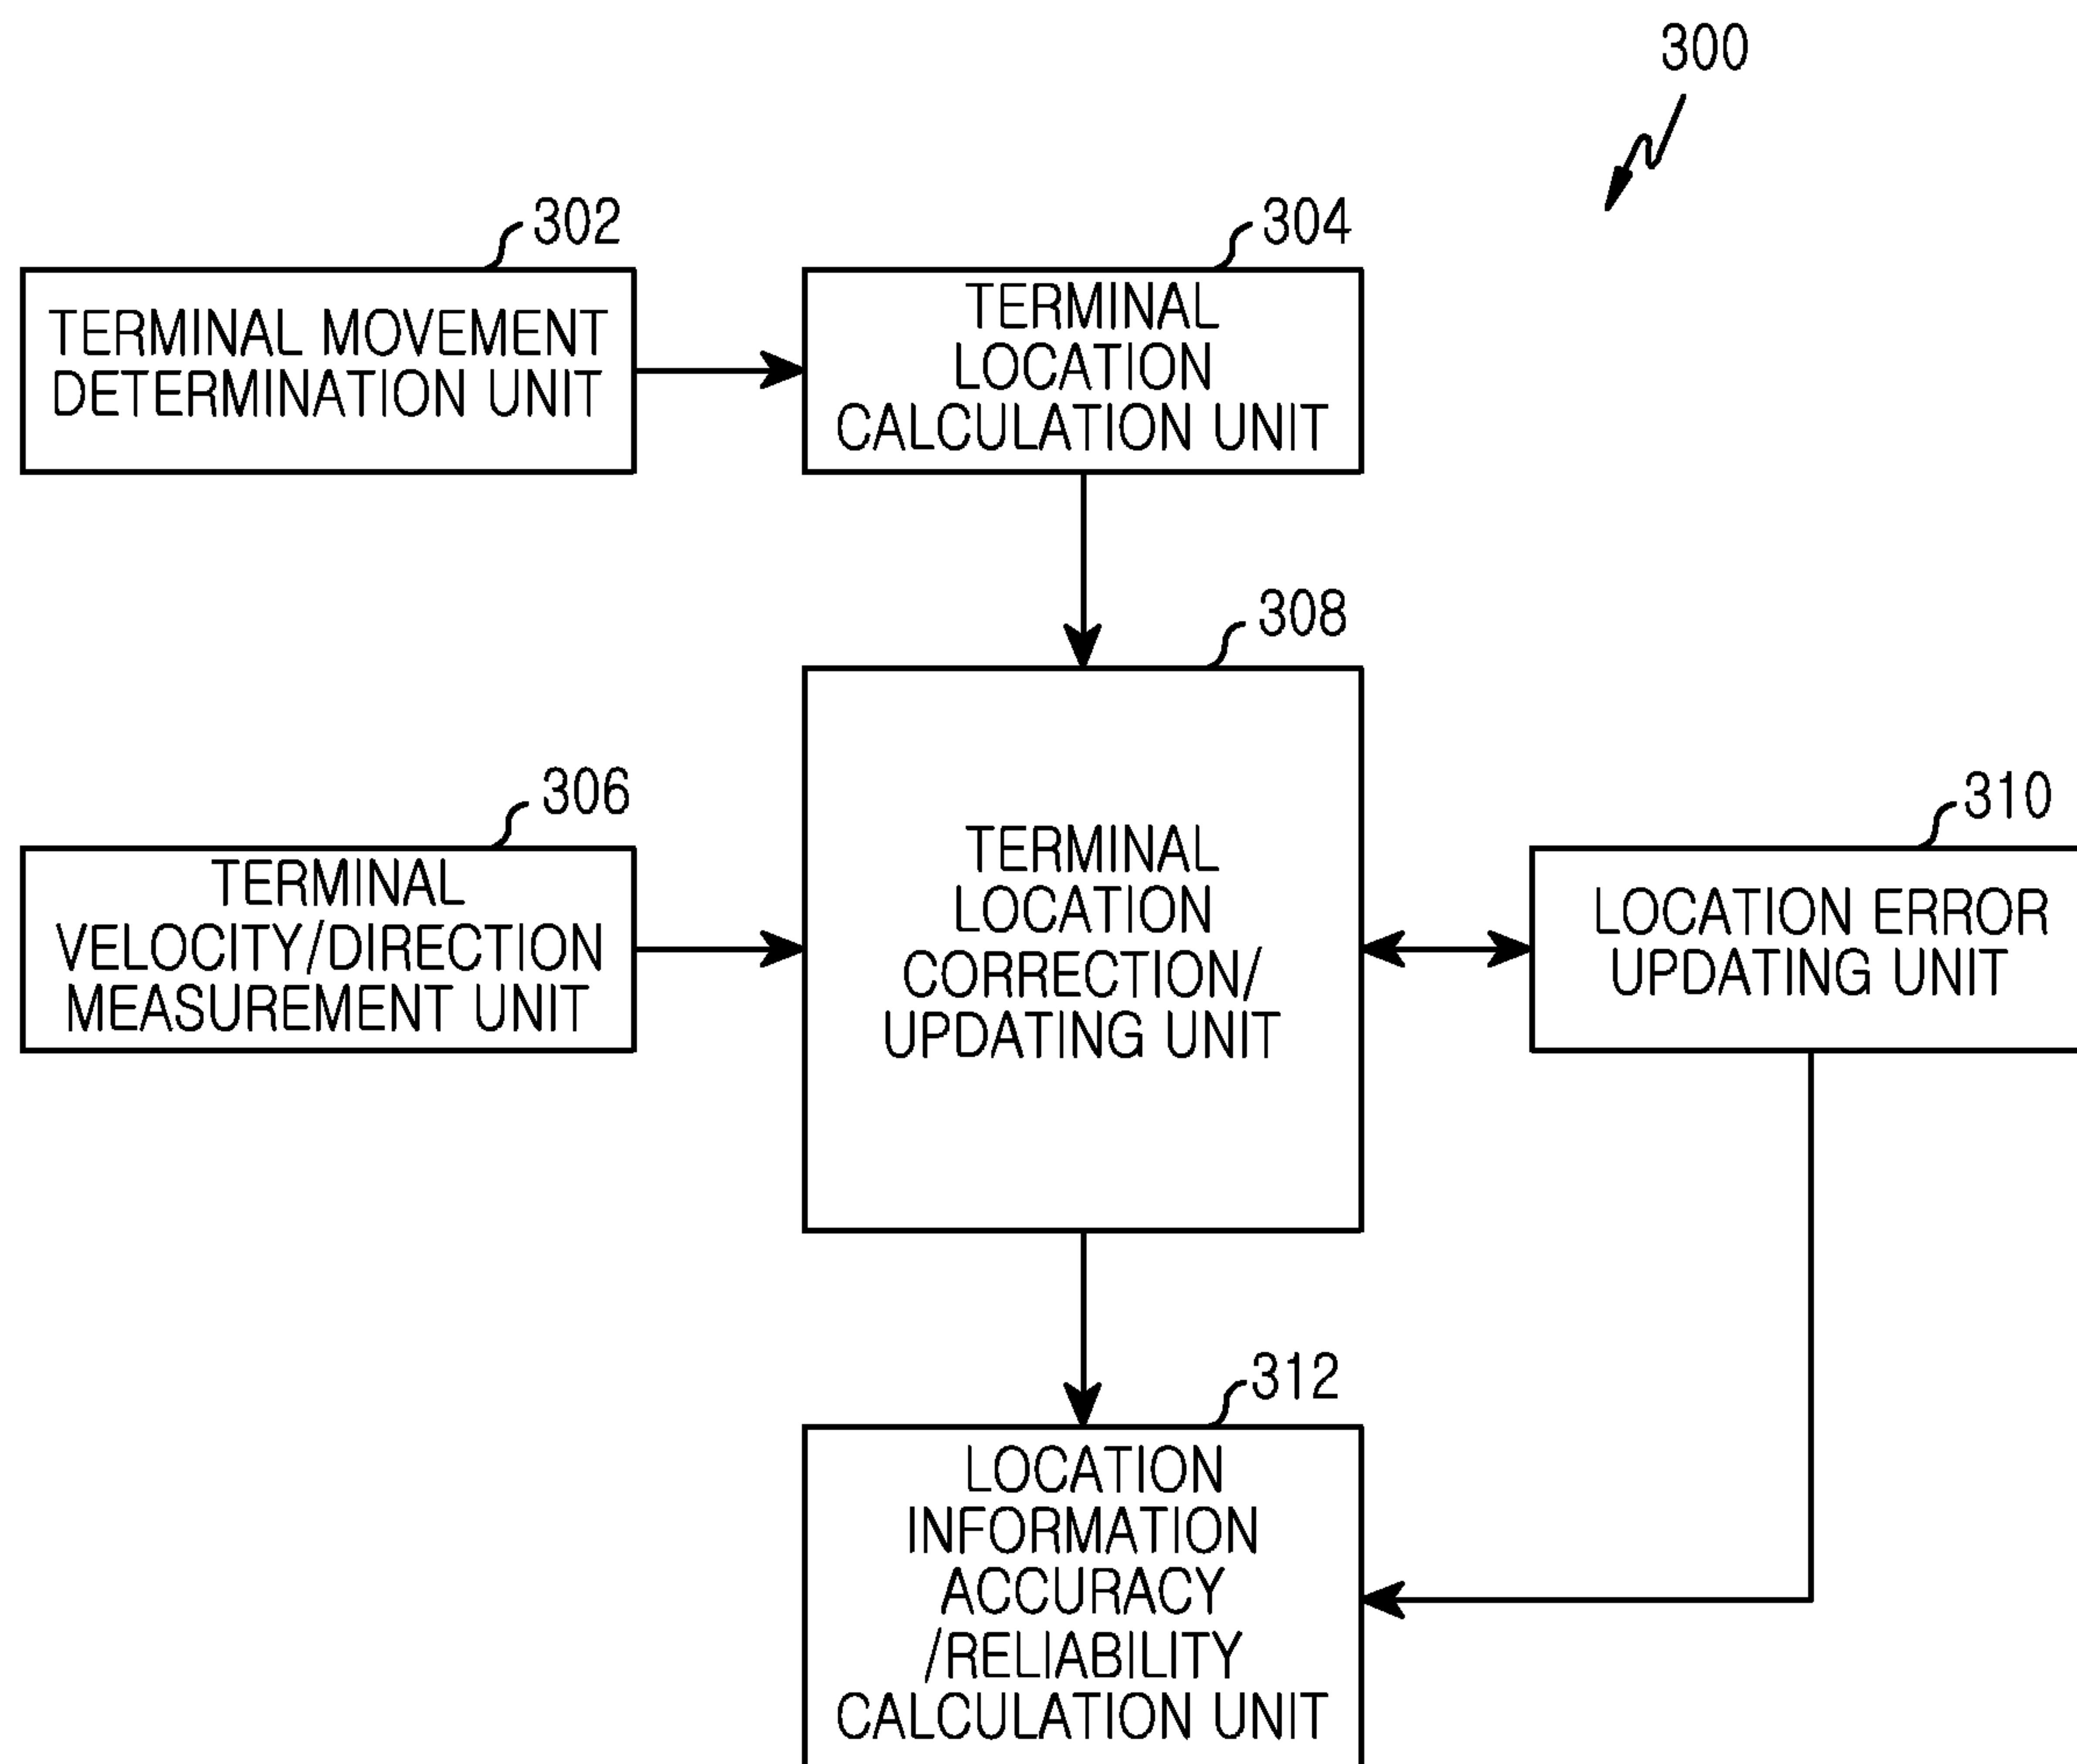 300
302
TERMINAL MOVEMENT
DETERMINATION UNIT
304
TERMINAL
LOCATION
CALCULATION UNIT
306
TERMINAL
VELOCITY/DIRECTION
MEASUREMENT UNIT
308
TERMINAL
LOCATION
CORRECTION/
UPDATING UNIT
310
LOCATION ERROR
UPDATING UNIT
312
LOCATION
INFORMATION
ACCURACY
/RELIABILITY
CALCULATION UNIT